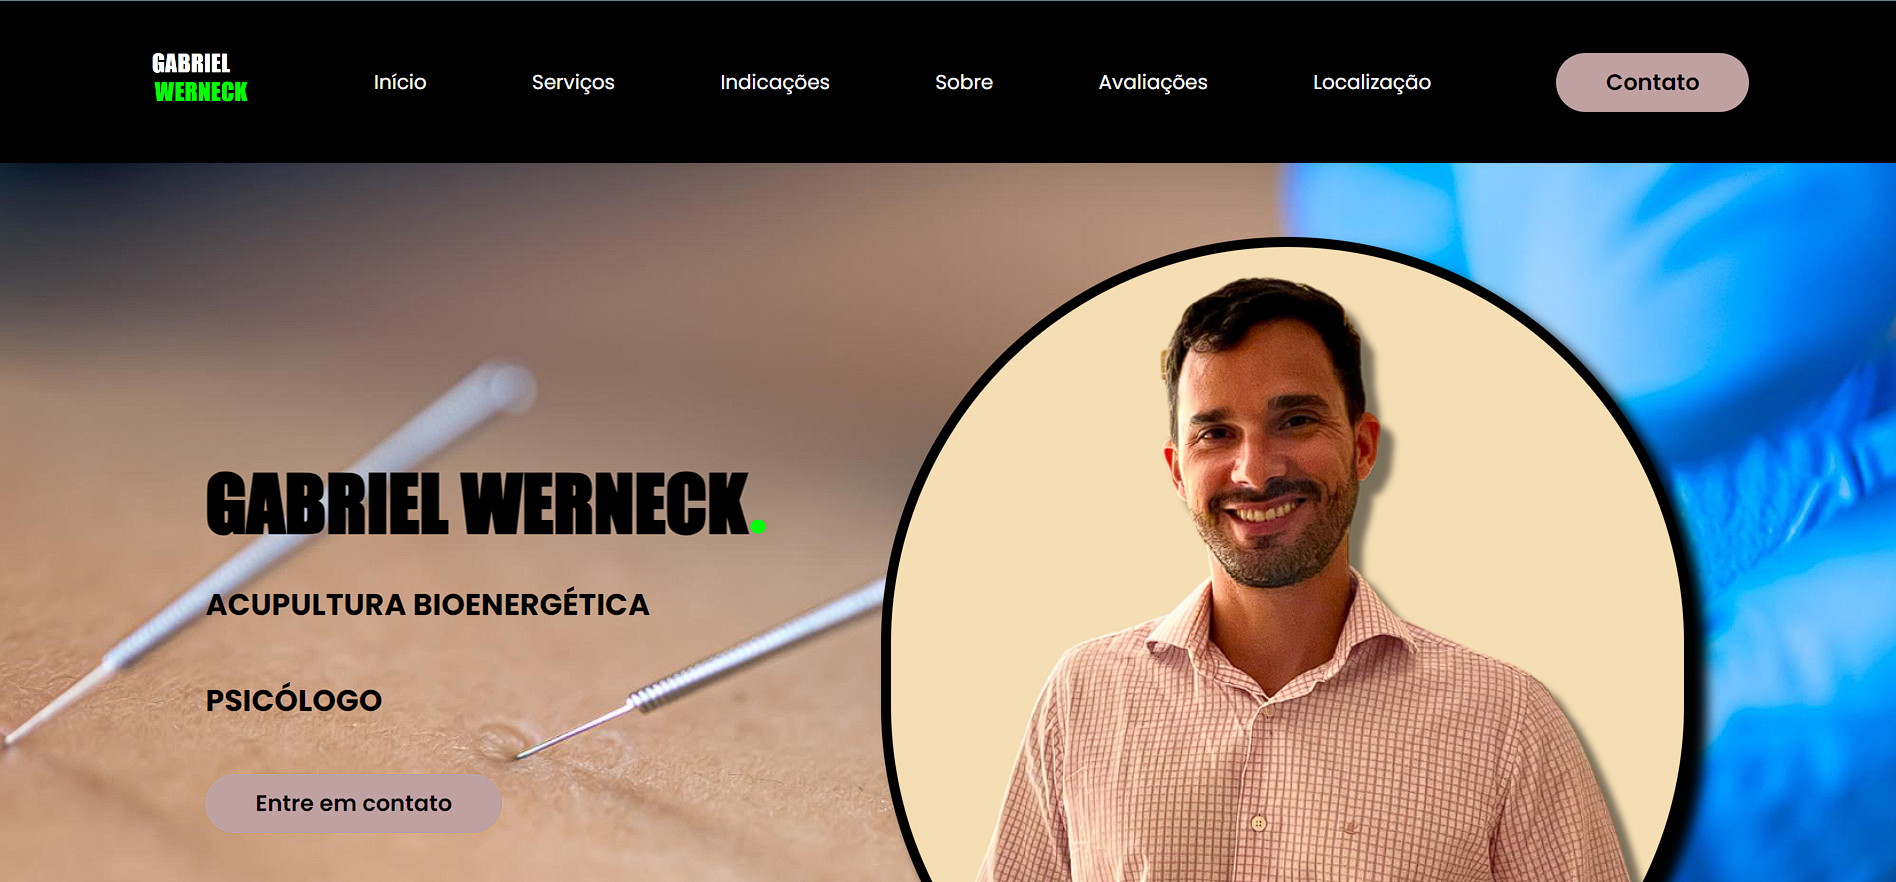 GABRIEL
WERNECK
Início
Serviços
Indicações
Sobre
Avaliações
Localização
Contato
GABRIEL WERNECK.
ACUPULTURA BIOENERGÉTICA
PSICÓLOGO
Entre em contato